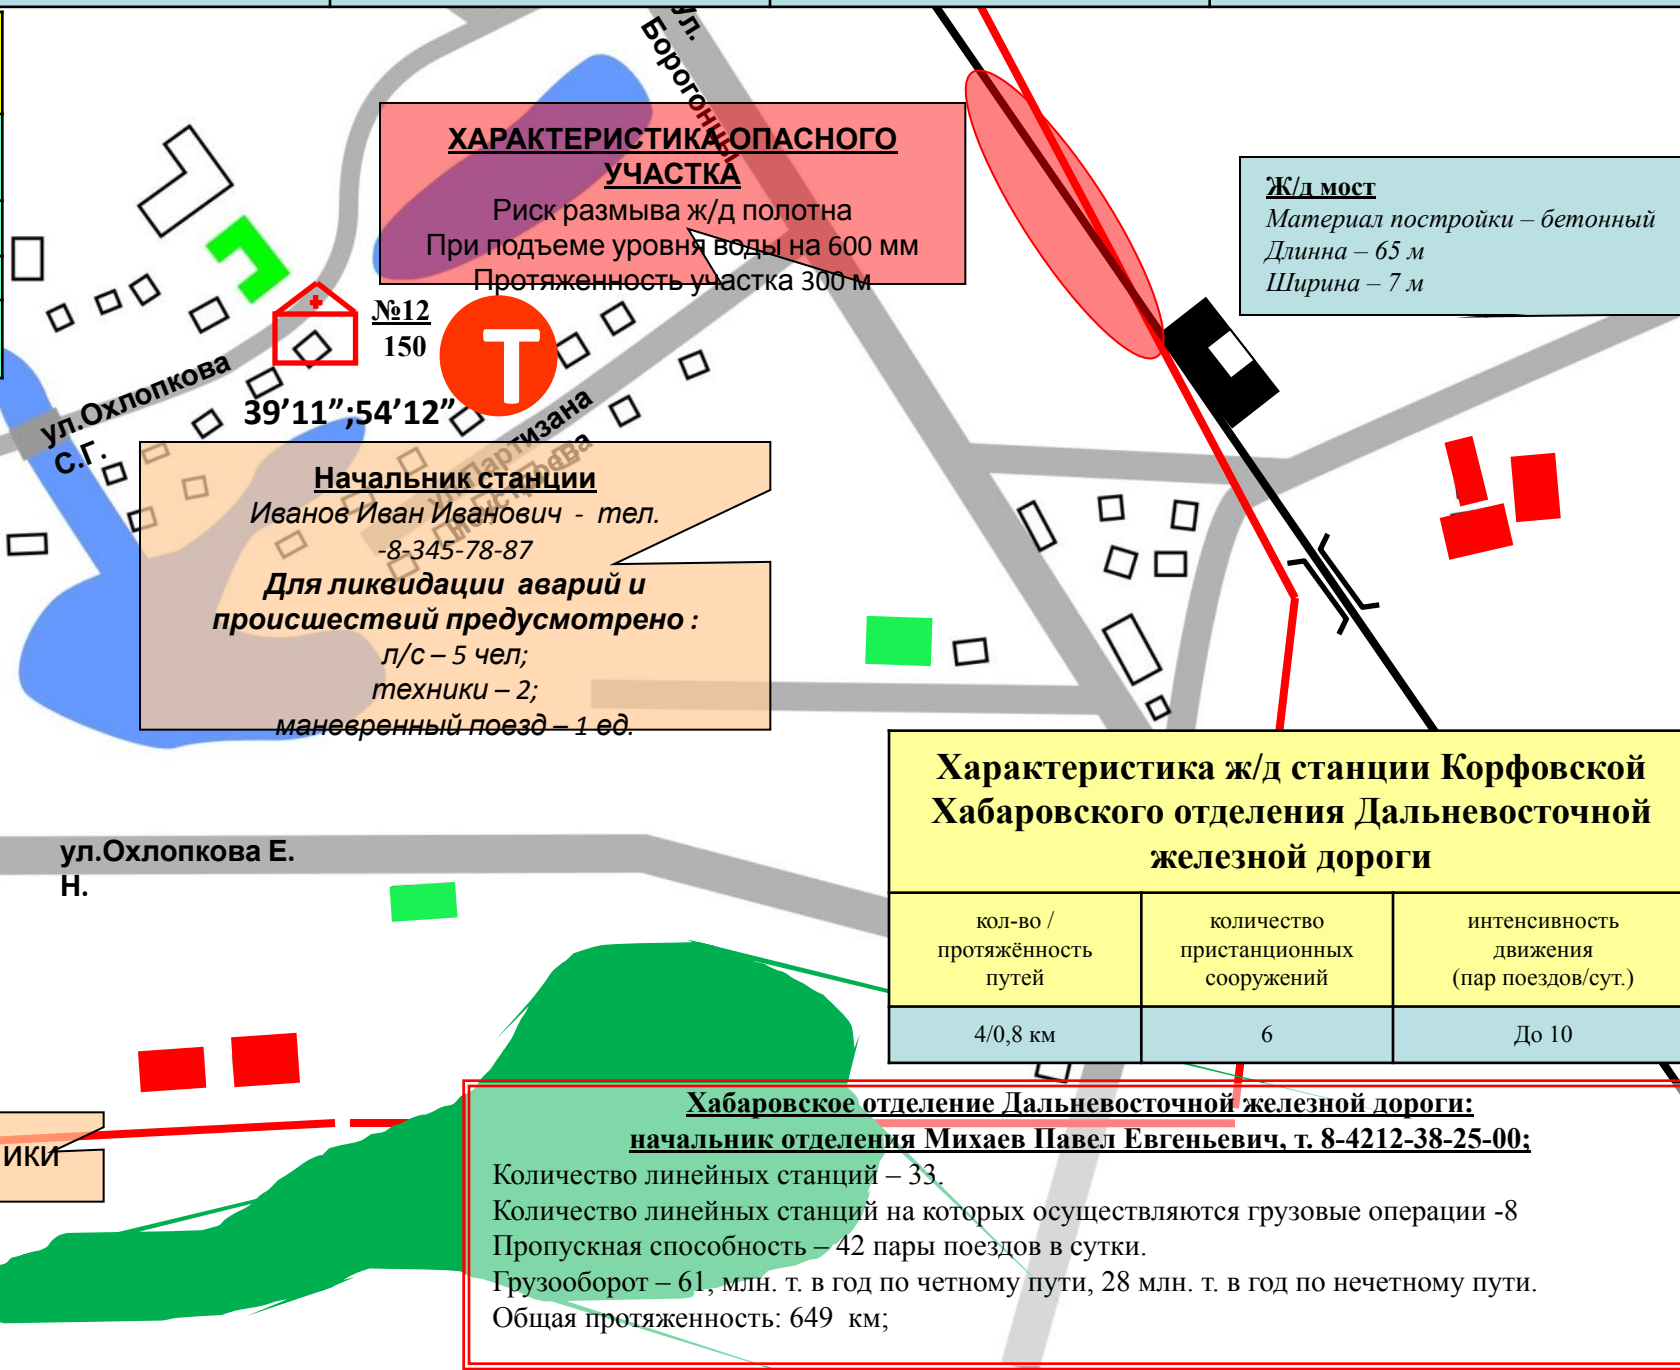 ул.
Борогонцы
ХАРАКТЕРИСТИКА ОПАСНОГО
УЧАСТКА
Риск размыва ж/д полотна
При подъеме уровня воды на 600 мм
Протяженность участка 300 м
Ж/д мост
Материал постройки – бетонный
Длинна – 65 м
Ширина – 7 м
№12
150
Т
39’11”;54’12”
ул.Охлопкова
С.Г.
ул.Партизана
Начальник станции
Иванов Иван Иванович - тел.
-8-345-78-87
Для ликвидации аварий и
происшествий предусмотрено :
л/с – 5 чел;
техники – 2;
маневренный поезд – 1 ед.
ул.Охлопкова Е.
Н.
Характеристика ж/д станции Корфовской
Хабаровского отделения Дальневосточной
железной дороги
кол-во /
протяжённость
путей
количество
пристанционных
сооружений
интенсивность
движения
(пар поездов/сут.)
4/0,8 км
6
До 10
ики
Хабаровское отделение Дальневосточной железной дороги:
начальник отделения Михаев Павел Евгеньевич, т. 8-4212-38-25-00;
Количество линейных станций – 33.
Количество линейных станций на которых осуществляются грузовые операции -8
Пропускная способность – 42 пары поездов в сутки.
Грузооборот – 61, млн. т. в год по четному пути, 28 млн. т. в год по нечетному пути.
Общая протяженность: 649 км;